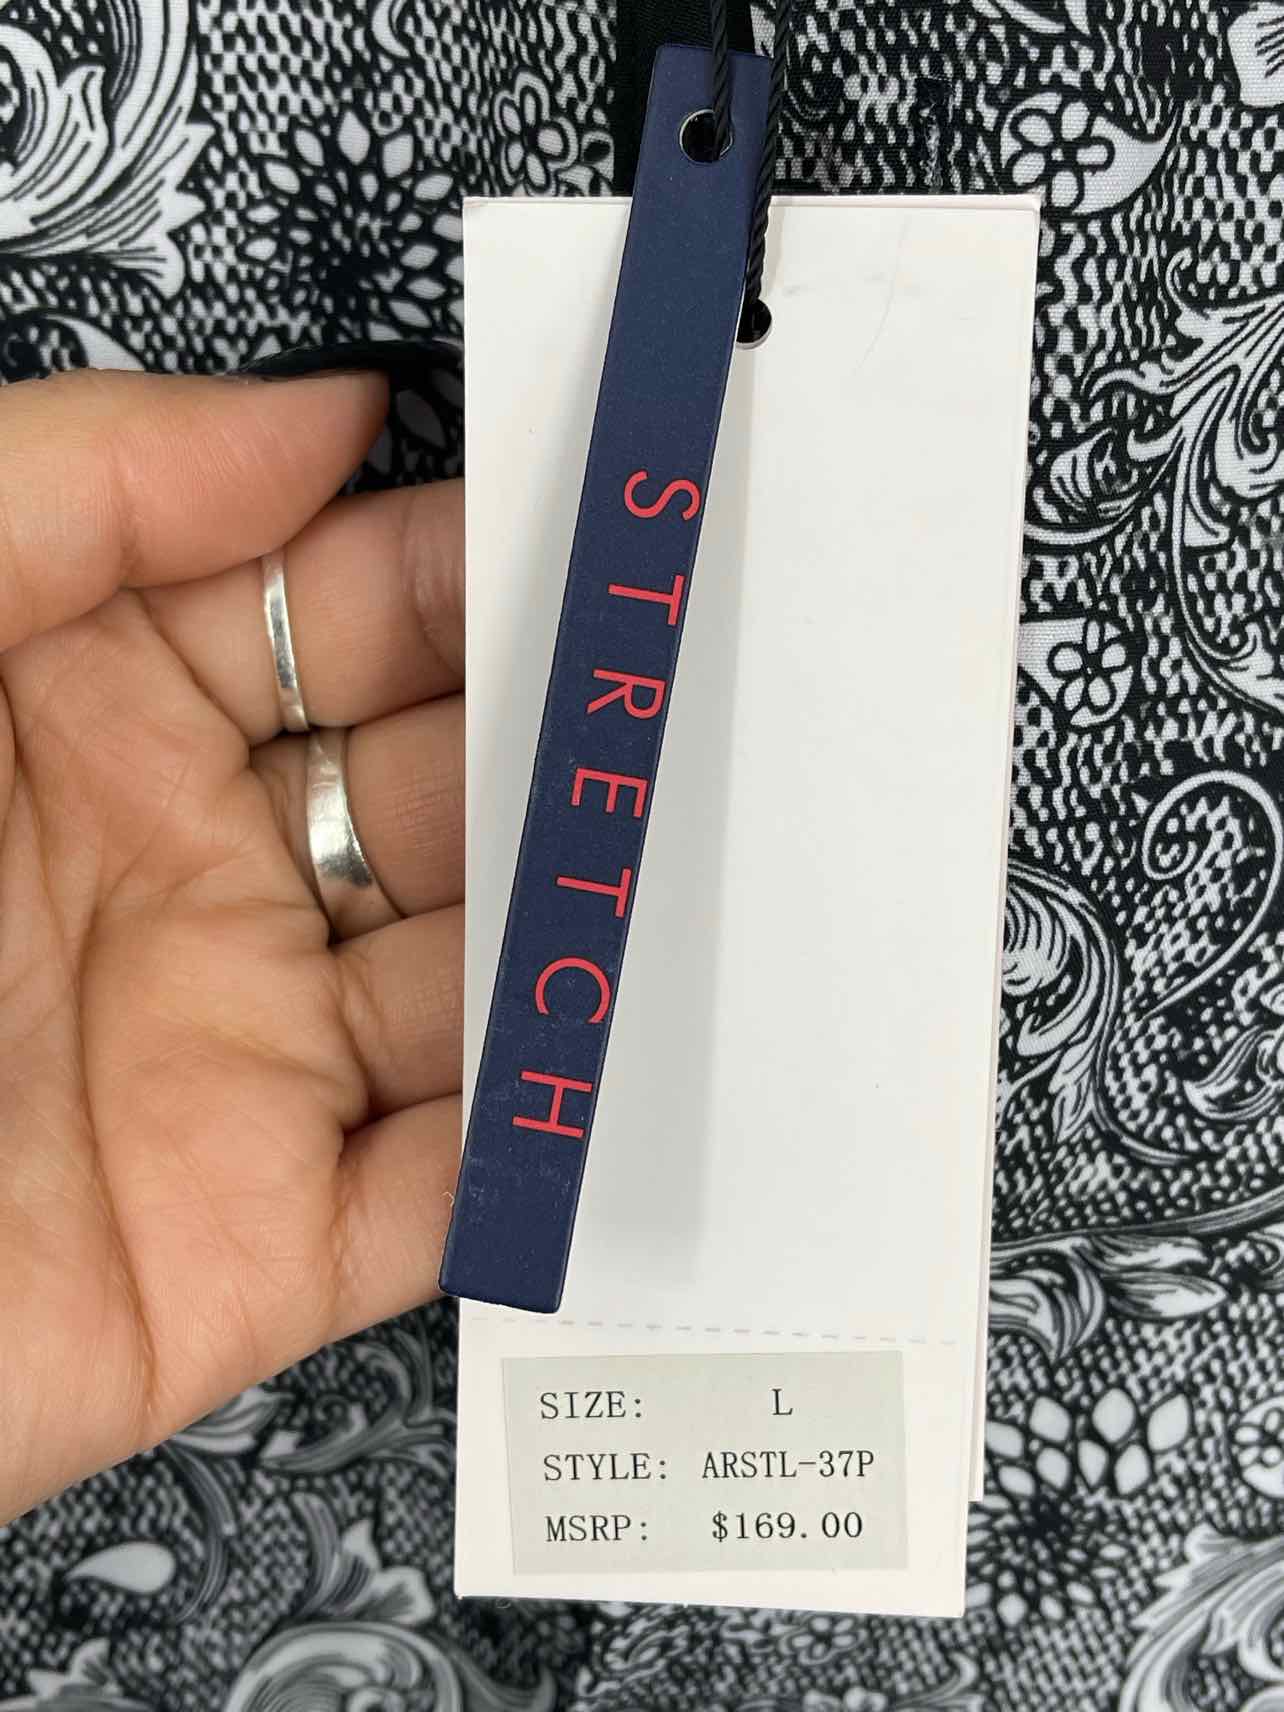 STRETCH
SIZE: L
STYLE: ARSTL-37P
MSRP: $169.00